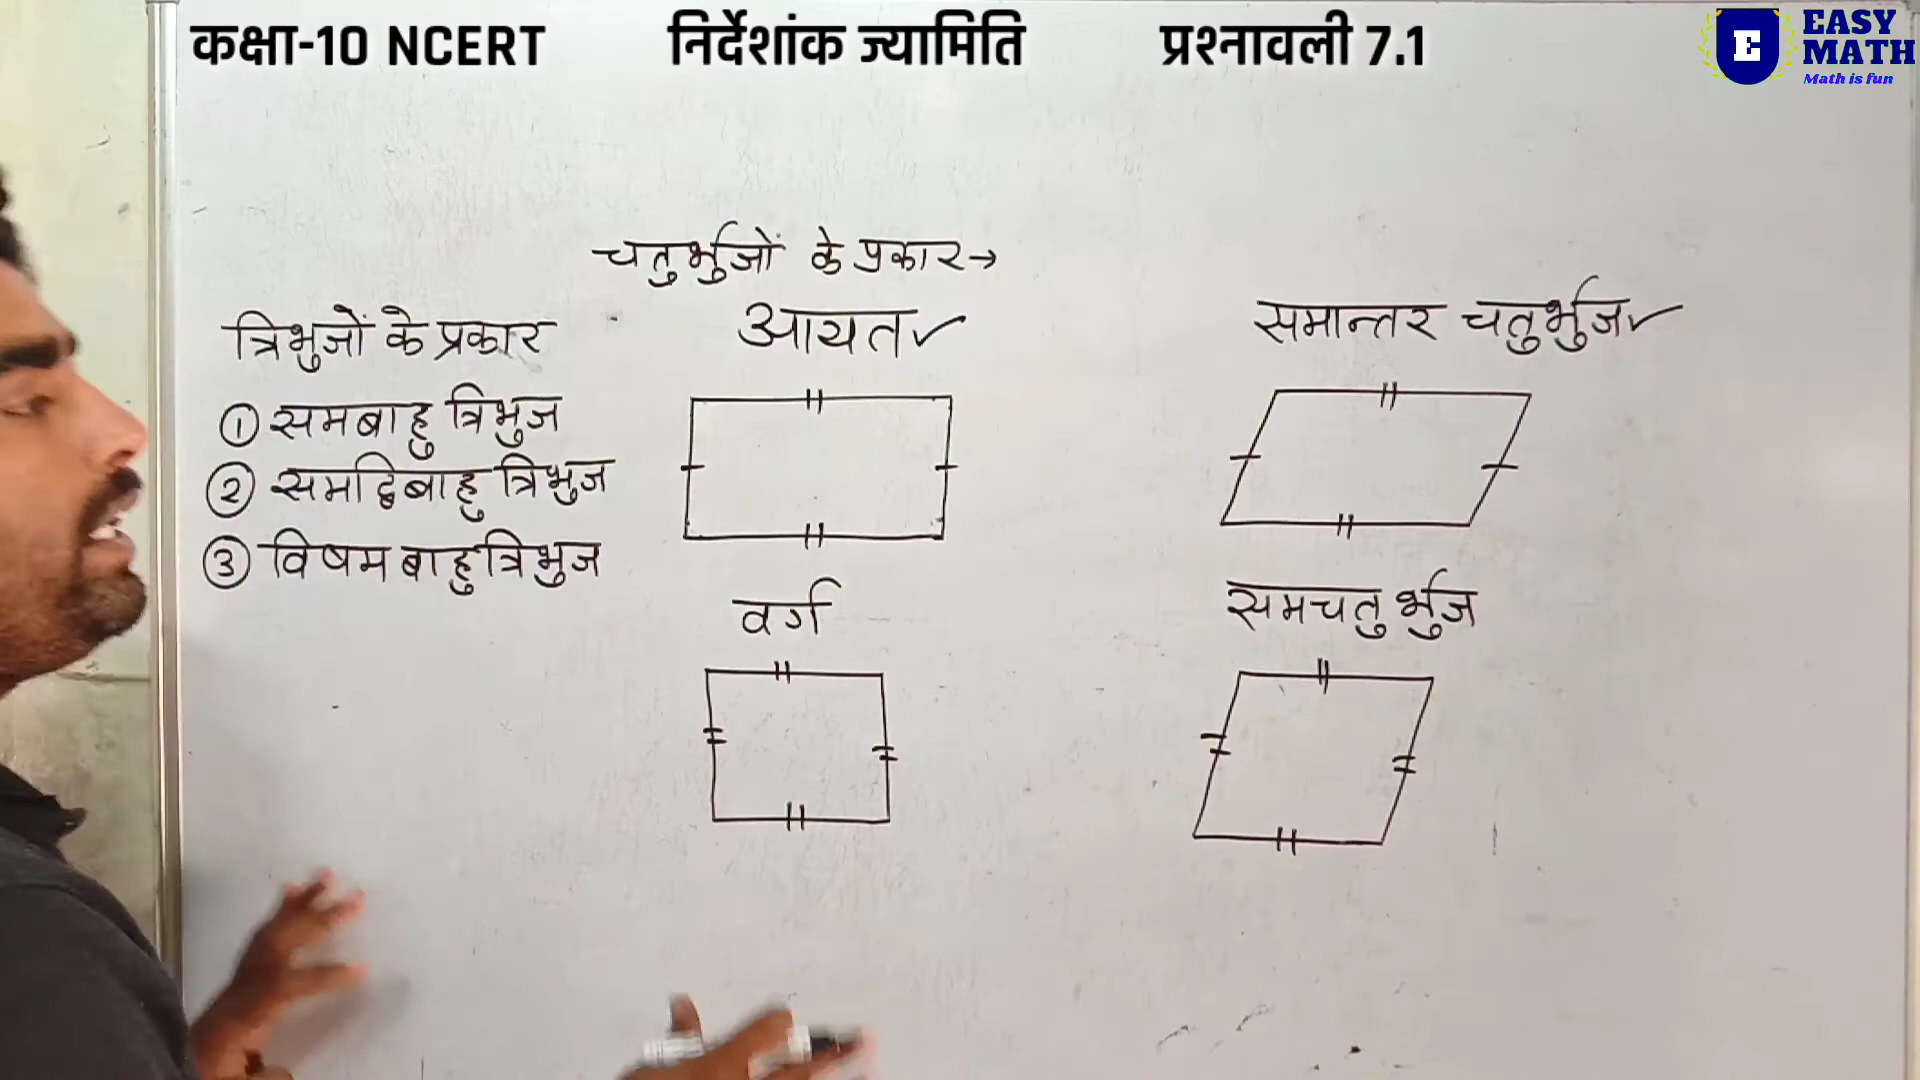 कक्षा-10 NCERT निर्देशांक ज्यामिति प्रश्नावली 7.1
E EASY MATH
Math is fun
चतुर्भुजों के प्रकार→
त्रिभुजों के प्रकार
① समबाहु त्रिभुज
② समद्विबाहु त्रिभुज
③ विषमबाहु त्रिभुज
आयत✓
समान्तर चतुर्भुज✓
वर्ग
समचतुर्भुज